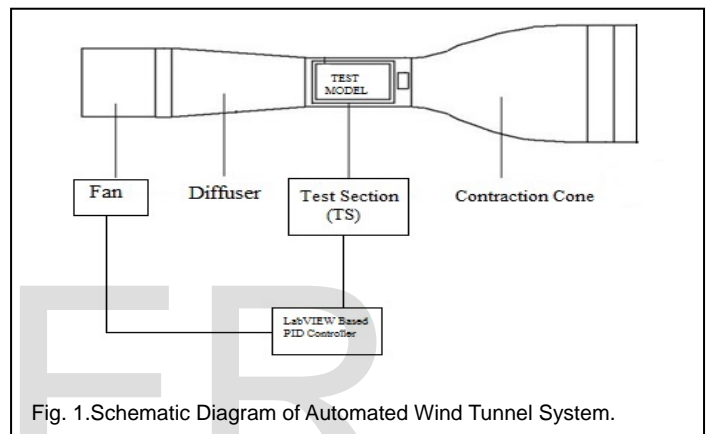 TEST
MODEL
Fan
Diffuser
Test Section
(TS)
Contraction Cone
LabVIEW Based
PID Controller
Fig. 1.Schematic Diagram of Automated Wind Tunnel System.